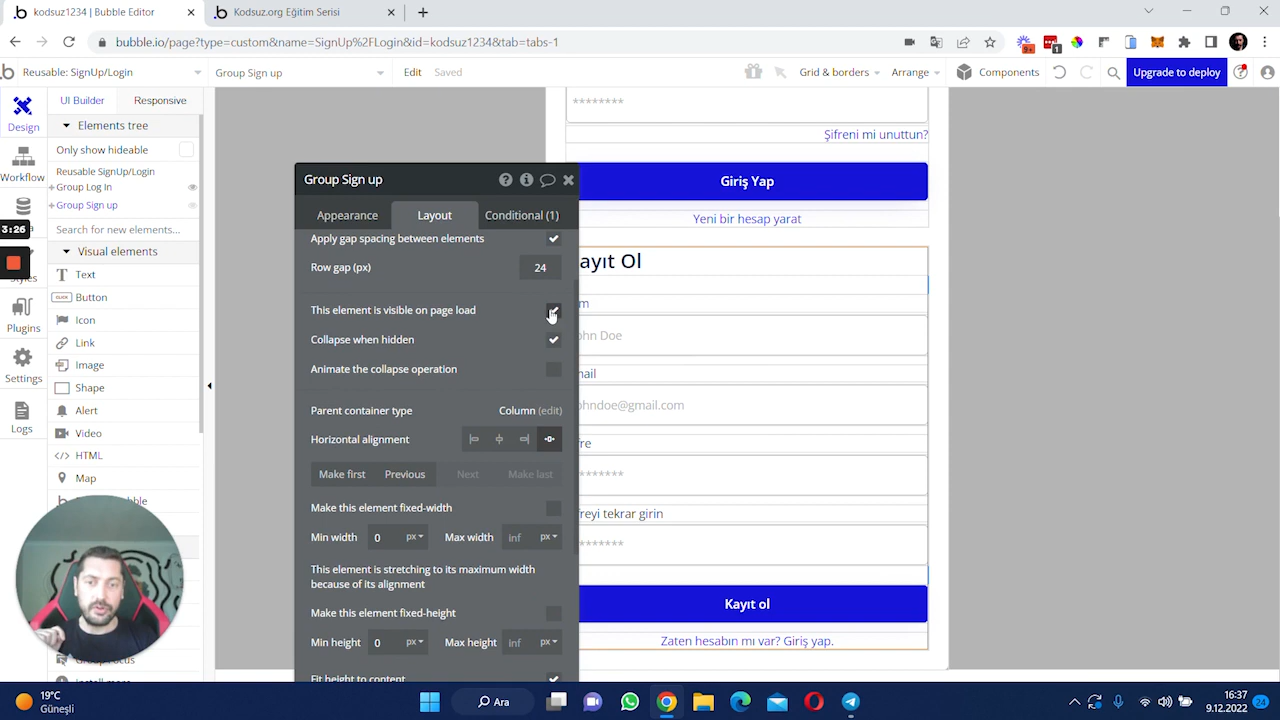 kodsuz1234 | Bubble Editor
Kodsuz.org Eğitim Serisi
bubble.io/page?type=custom&name=SignUp%2FLogin&id=kodsuz1234&tab=tabs-1
9+
1
Reusable: SignUp/Login
Group Sign up
Edit
Saved
Grid & borders
Arrange
Components
Upgrade to deploy
Design
Workflow
3:26
Plugins
Settings
Logs
UI Builder
Responsive
Elements tree
Only show hideable
Reusable SignUp/Login
Group Log In
Group Sign up
Search for new elements...
Visual elements
Text
CLICK
Button
Icon
Link
Image
Shape
Alert
Video
HTML
Map
Group Sign up
Appearance
Layout
Conditional (1)
Apply gap spacing between elements
Row gap (px)
24
This element is visible on page load
Collapse when hidden
Animate the collapse operation
Parent container type
Column (edit)
Horizontal alignment
Make first
Previous
Next
Make last
Make this element fixed-width
Min width
0
px
Max width
inf
px
This element is stretching to its maximum width
because of its alignment
Make this element fixed-height
Min height
0
px
Max height
inf
px
Fit height to content
********
Şifreni mi unuttun?
Giriş Yap
Yeni bir hesap yarat
ayıt Ol
ohn Doe
mail
ohndoe@gmail.com
fre
********
freyi tekrar girin
********
Kayıt ol
Zaten hesabın mı var? Giriş yap.
19°C
Güneşli
Ara
16:37
9.12.2022
24